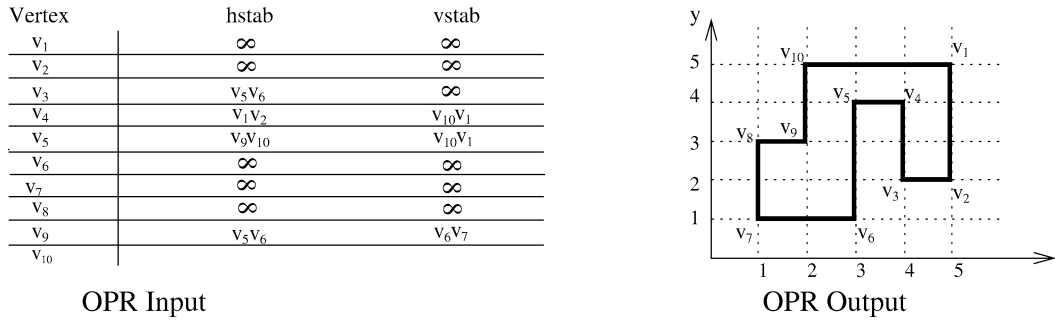 Vertex hstab vstab
v₁ ∞ ∞
v₂ ∞ ∞
v₃ v₅v₆ ∞
v₄ v₁v₂ v₁₀v₁
v₅ v₉v₁₀ v₁₀v₁
v₆ ∞ ∞
v₇ ∞ ∞
v₈ ∞ ∞
v₉ v₅v₆ v₆v₇
v₁₀
OPR Input
y
v₁₀ v₁
5
4 v₅ v₄
v₈ v₉
3
2
v₃ v₂
1
v₇ v₆
1 2 3 4 5
OPR Output